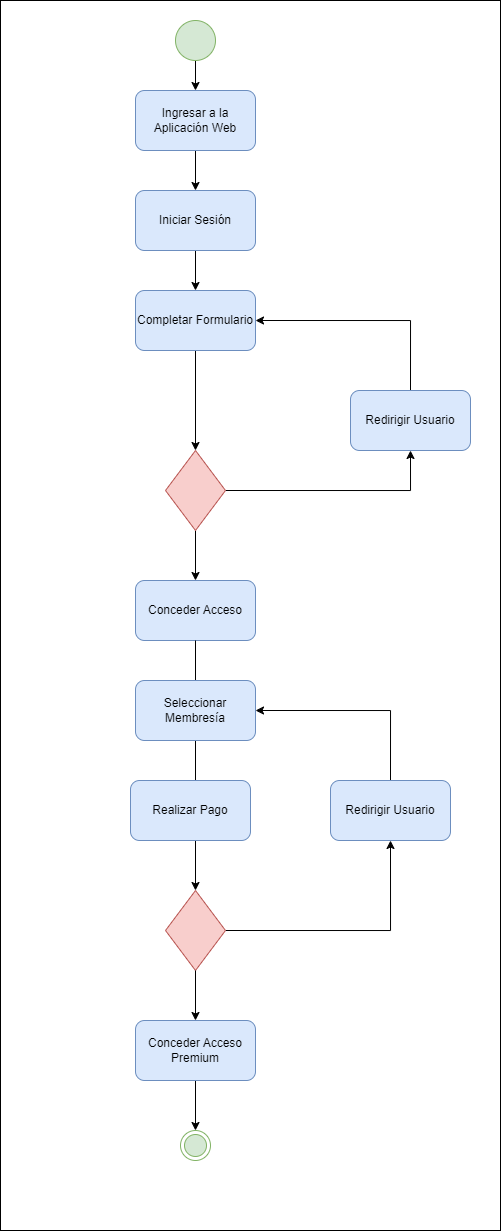 Ingresar a la
Aplicación Web
Iniciar Sesión
Completar Formulario
Redirigir Usuario
Conceder Acceso
Seleccionar
Membresía
Realizar Pago
Redirigir Usuario
Conceder Acceso
Premium